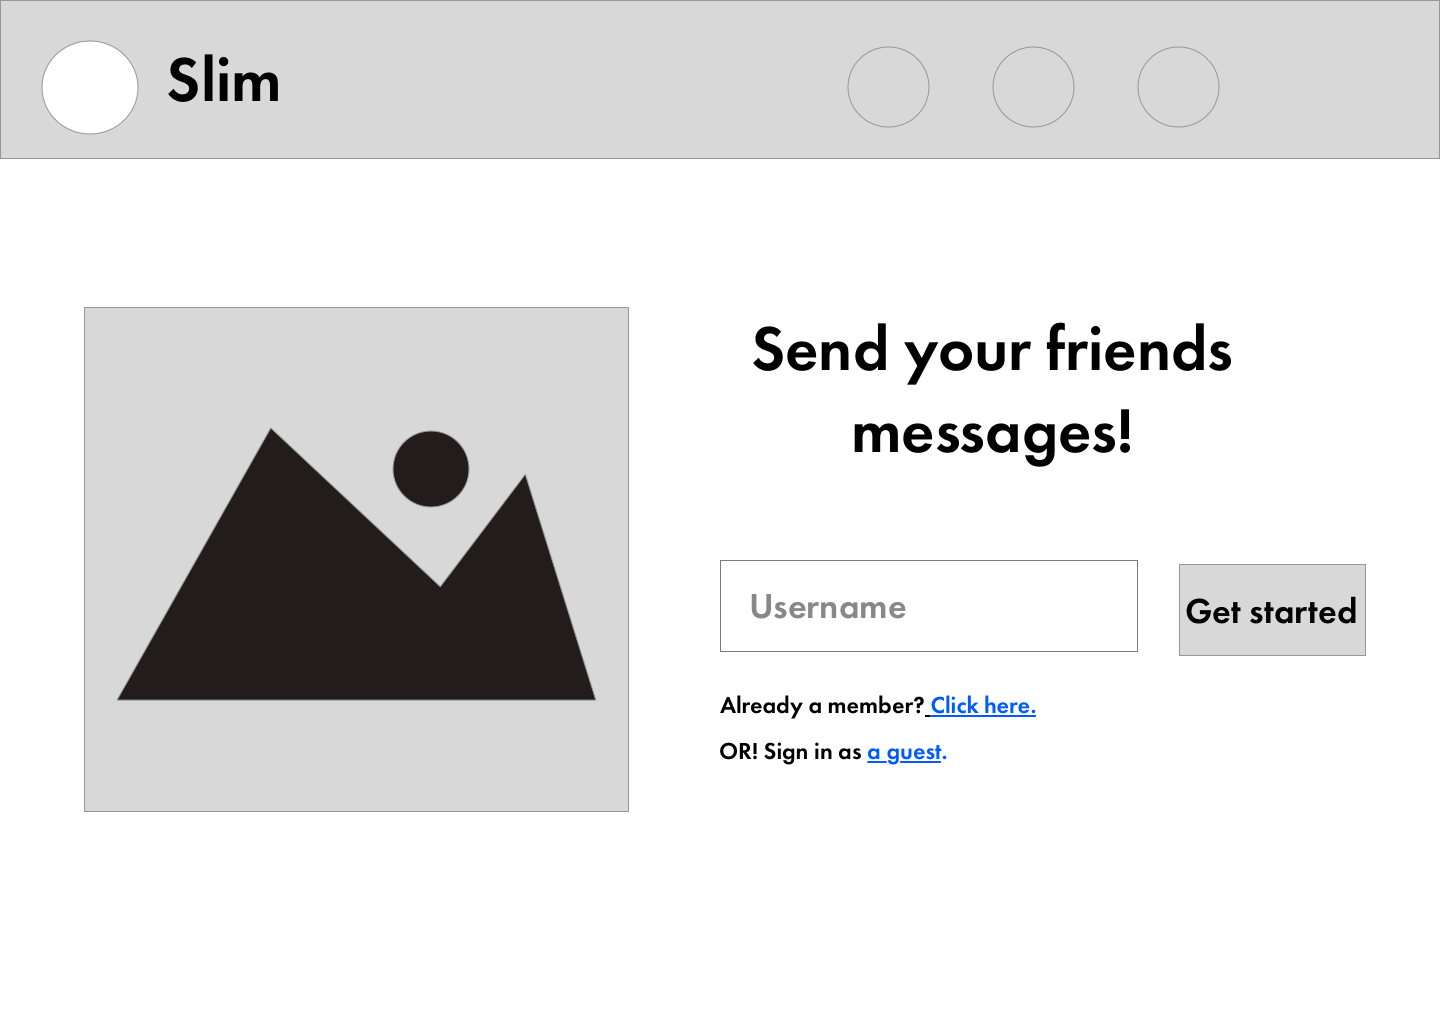 Slim
Send your friends
messages!
Username
Get started
Already a member? Click here.
OR! Sign in as a guest.